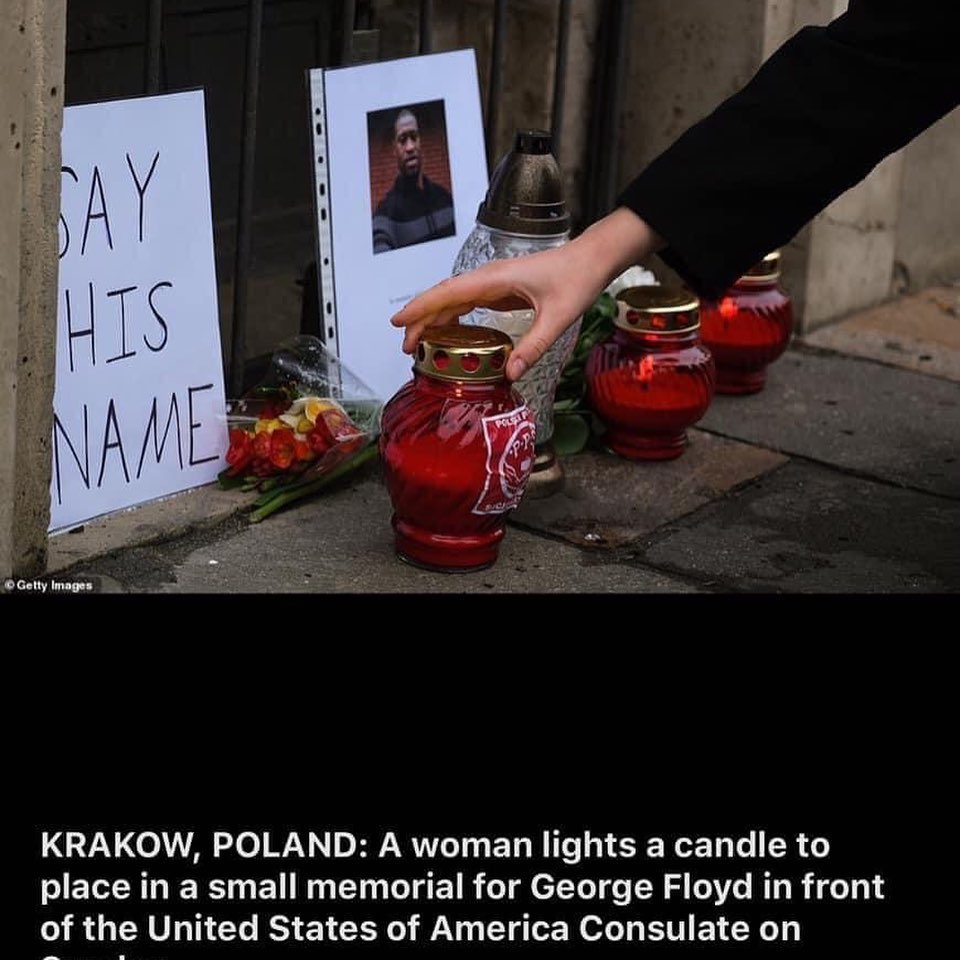 SAY
HIS
NAME
© Getty Images
KRAKOW, POLAND: A woman lights a candle to
place in a small memorial for George Floyd in front
of the United States of America Consulate on